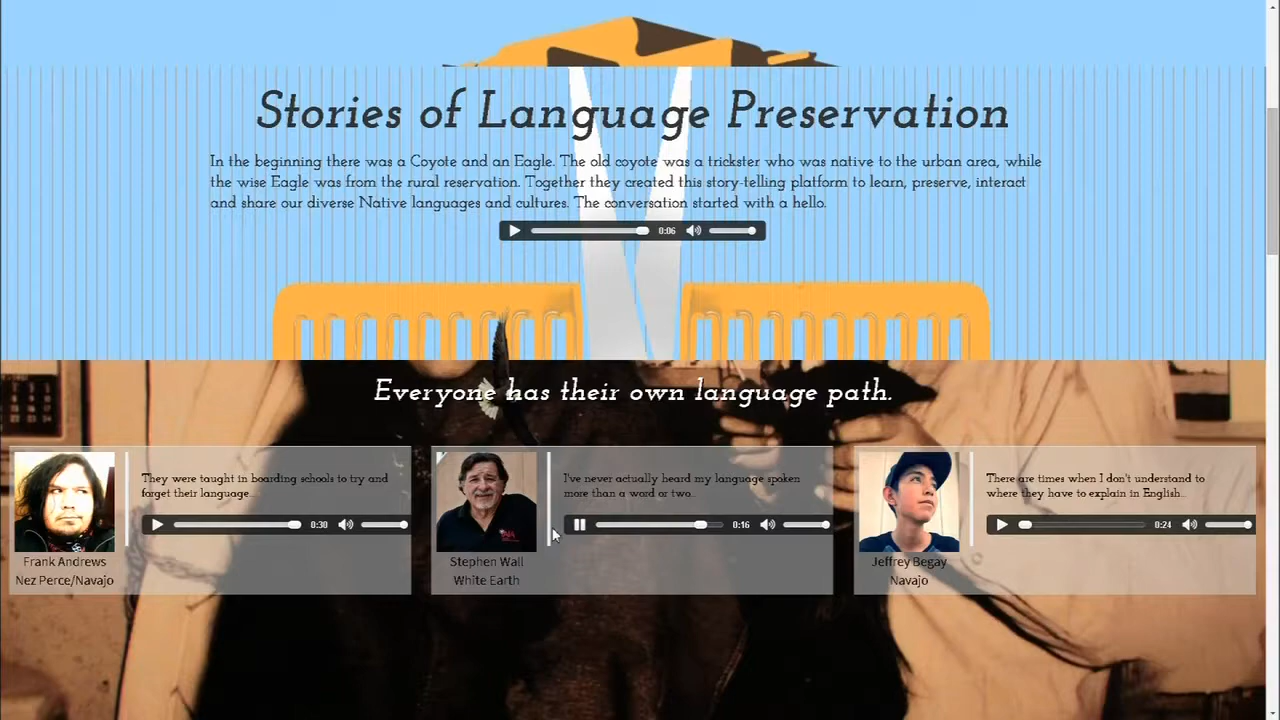 Stories of Language Preservation
In the beginning there was a Coyote and an Eagle. The old coyote was a trickster who was native to the urban area, while
the wise Eagle was from the rural reservation. Together they created this story-telling platform to learn, preserve, interact
and share our diverse Native languages and cultures. The conversation started with a hello.
0:06
Everyone has their own language path.
They were taught in boarding schools to try and
forget their language...
0:30
Frank Andrews
Nez Perce/Navajo
I've never actually heard my language spoken
more than a word or two...
0:16
Stephen Wall
White Earth
There are times when I don't understand to
where they have to explain in English...
0:24
Jeffrey Begay
Navajo